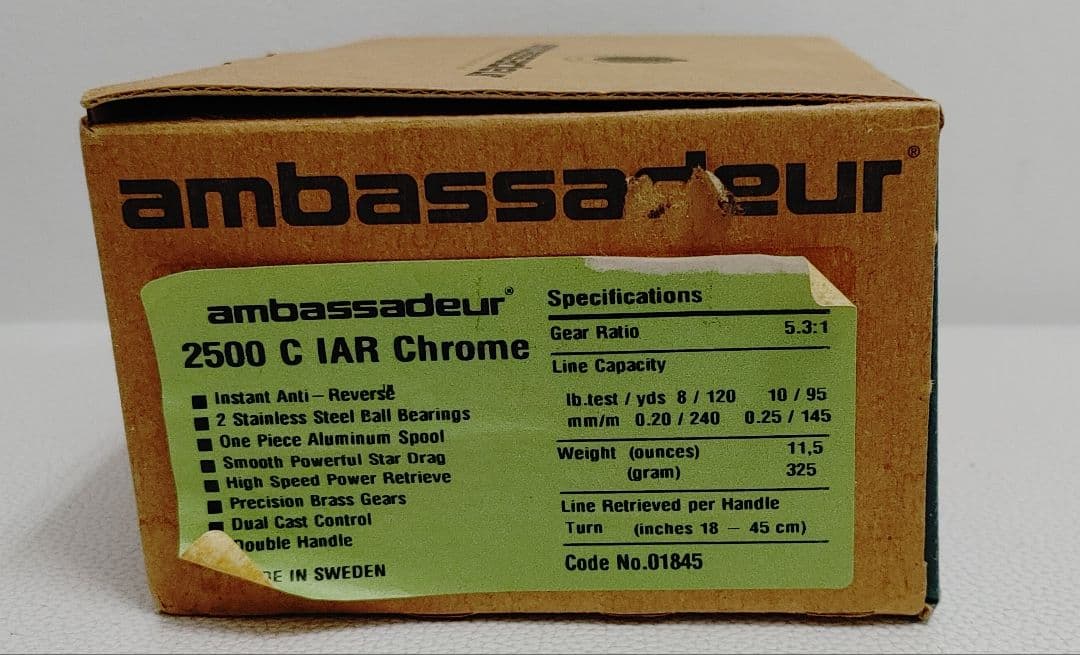 ambassadeur
ambassadeur®
ambassadeur®
2500 C IAR Chrome
Instant Anti-Reverse
2 Stainless Steel Ball Bearings
One Piece Aluminum Spool
Smooth Powerful Star Drag
High Speed Power Retrieve
Precision Brass Gears
Dual Cast Control
Double Handle
DE IN SWEDEN
Specifications
Gear Ratio 5.3:1
Line Capacity
lb.test / yds 8 / 120 10 / 95
mm/m 0.20 / 240 0.25 / 145
Weight (ounces) 11,5
(gram) 325
Line Retrieved per Handle
Turn (inches 18 – 45 cm)
Code No.01845